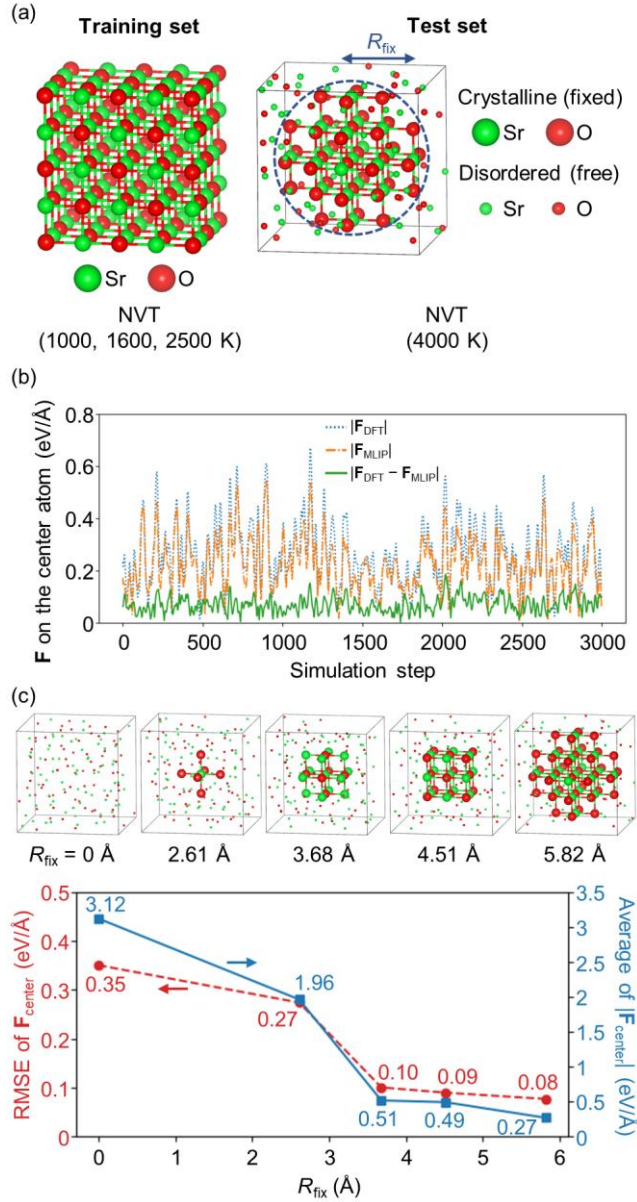 (a)
Training set
Test set
R_fix
Crystalline (fixed)
Sr O
Disordered (free)
Sr O
Sr O
NVT
(1000, 1600, 2500 K)
NVT
(4000 K)
(b)
F on the center atom (eV/Å)
0.8
0.6
0.4
0.2
0
|F_DFT|
|F_MLIP|
|F_DFT − F_MLIP|
0 500 1000 1500 2000 2500 3000
Simulation step
(c)
R_fix = 0 Å 2.61 Å 3.68 Å 4.51 Å 5.82 Å
RMSE of F_center (eV/Å)
0.5
0.4
0.3
0.2
0.1
0
3.12
0.35
1.96
0.27
0.10
0.09
0.08
0.51
0.49
0.27
3.5
3
2.5
2
1.5
1
0.5
0
Average of |F_center| (eV/Å)
0 1 2 3 4 5 6
R_fix (Å)